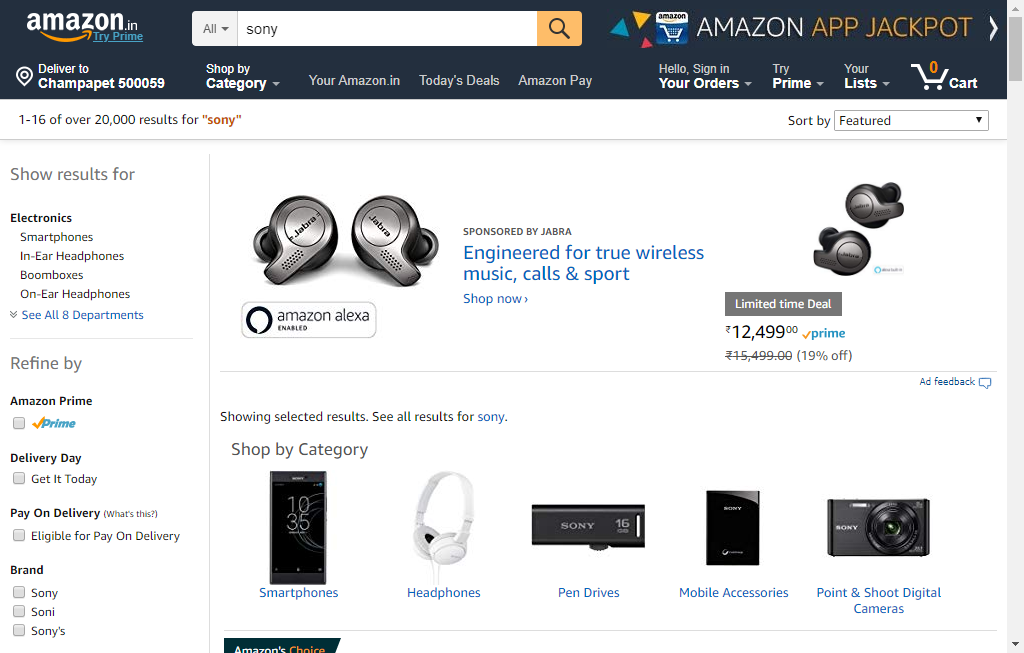 amazon.in
Try Prime
All
sony
amazon
AMAZON APP JACKPOT
Deliver to
Champapet 500059
Shop by
Category
Your Amazon.in
Today's Deals
Amazon Pay
Hello, Sign in
Your Orders
Try
Prime
Your
Lists
0
Cart
1-16 of over 20,000 results for "sony"
Sort by
Featured
Show results for
Electronics
Smartphones
In-Ear Headphones
Boomboxes
On-Ear Headphones
See All 8 Departments
Refine by
Amazon Prime
Prime
Delivery Day
Get It Today
Pay On Delivery (What's this?)
Eligible for Pay On Delivery
Brand
Sony
Soni
Sony's
Jabra
Jabra
amazon alexa
ENABLED
SPONSORED BY JABRA
Engineered for true wireless
music, calls & sport
Shop now ›
Jabra
Jabra
Limited time Deal
₹12,49900 prime
₹15,499.00 (19% off)
Ad feedback
Showing selected results. See all results for sony.
Shop by Category
SONY
10
35
SONY
16
GB
SONY
SONY
Smartphones
Headphones
Pen Drives
Mobile Accessories
Point & Shoot Digital
Cameras
Amazon's Choice